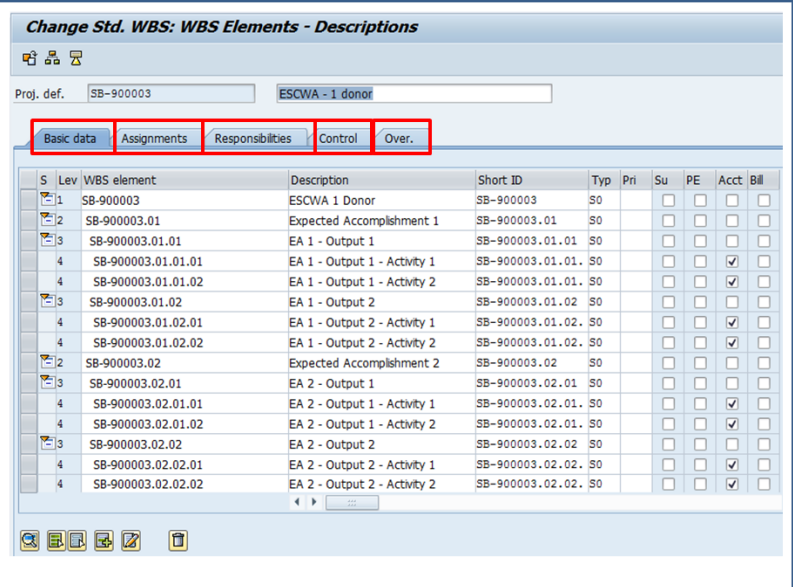 Change Std. WBS: WBS Elements - Descriptions
Proj. def. SB-900003 ESCWA - 1 donor
Basic data Assignments Responsibilities Control Over.
S Lev WBS element Description Short ID Typ Pri Su PE Acct Bill
1 SB-900003 ESCWA 1 Donor SB-900003 S0
2 SB-900003.01 Expected Accomplishment 1 SB-900003.01 S0
3 SB-900003.01.01 EA 1 - Output 1 SB-900003.01.01 S0
4 SB-900003.01.01.01 EA 1 - Output 1 - Activity 1 SB-900003.01.01. S0
4 SB-900003.01.01.02 EA 1 - Output 1 - Activity 2 SB-900003.01.01. S0
3 SB-900003.01.02 EA 1 - Output 2 SB-900003.01.02 S0
4 SB-900003.01.02.01 EA 1 - Output 2 - Activity 1 SB-900003.01.02. S0
4 SB-900003.01.02.02 EA 1 - Output 2 - Activity 2 SB-900003.01.02. S0
2 SB-900003.02 Expected Accomplishment 2 SB-900003.02 S0
3 SB-900003.02.01 EA 2 - Output 1 SB-900003.02.01 S0
4 SB-900003.02.01.01 EA 2 - Output 1 - Activity 1 SB-900003.02.01. S0
4 SB-900003.02.01.02 EA 2 - Output 1 - Activity 2 SB-900003.02.01. S0
3 SB-900003.02.02 EA 2 - Output 2 SB-900003.02.02 S0
4 SB-900003.02.02.01 EA 2 - Output 2 - Activity 1 SB-900003.02.02. S0
4 SB-900003.02.02.02 EA 2 - Output 2 - Activity 2 SB-900003.02.02. S0